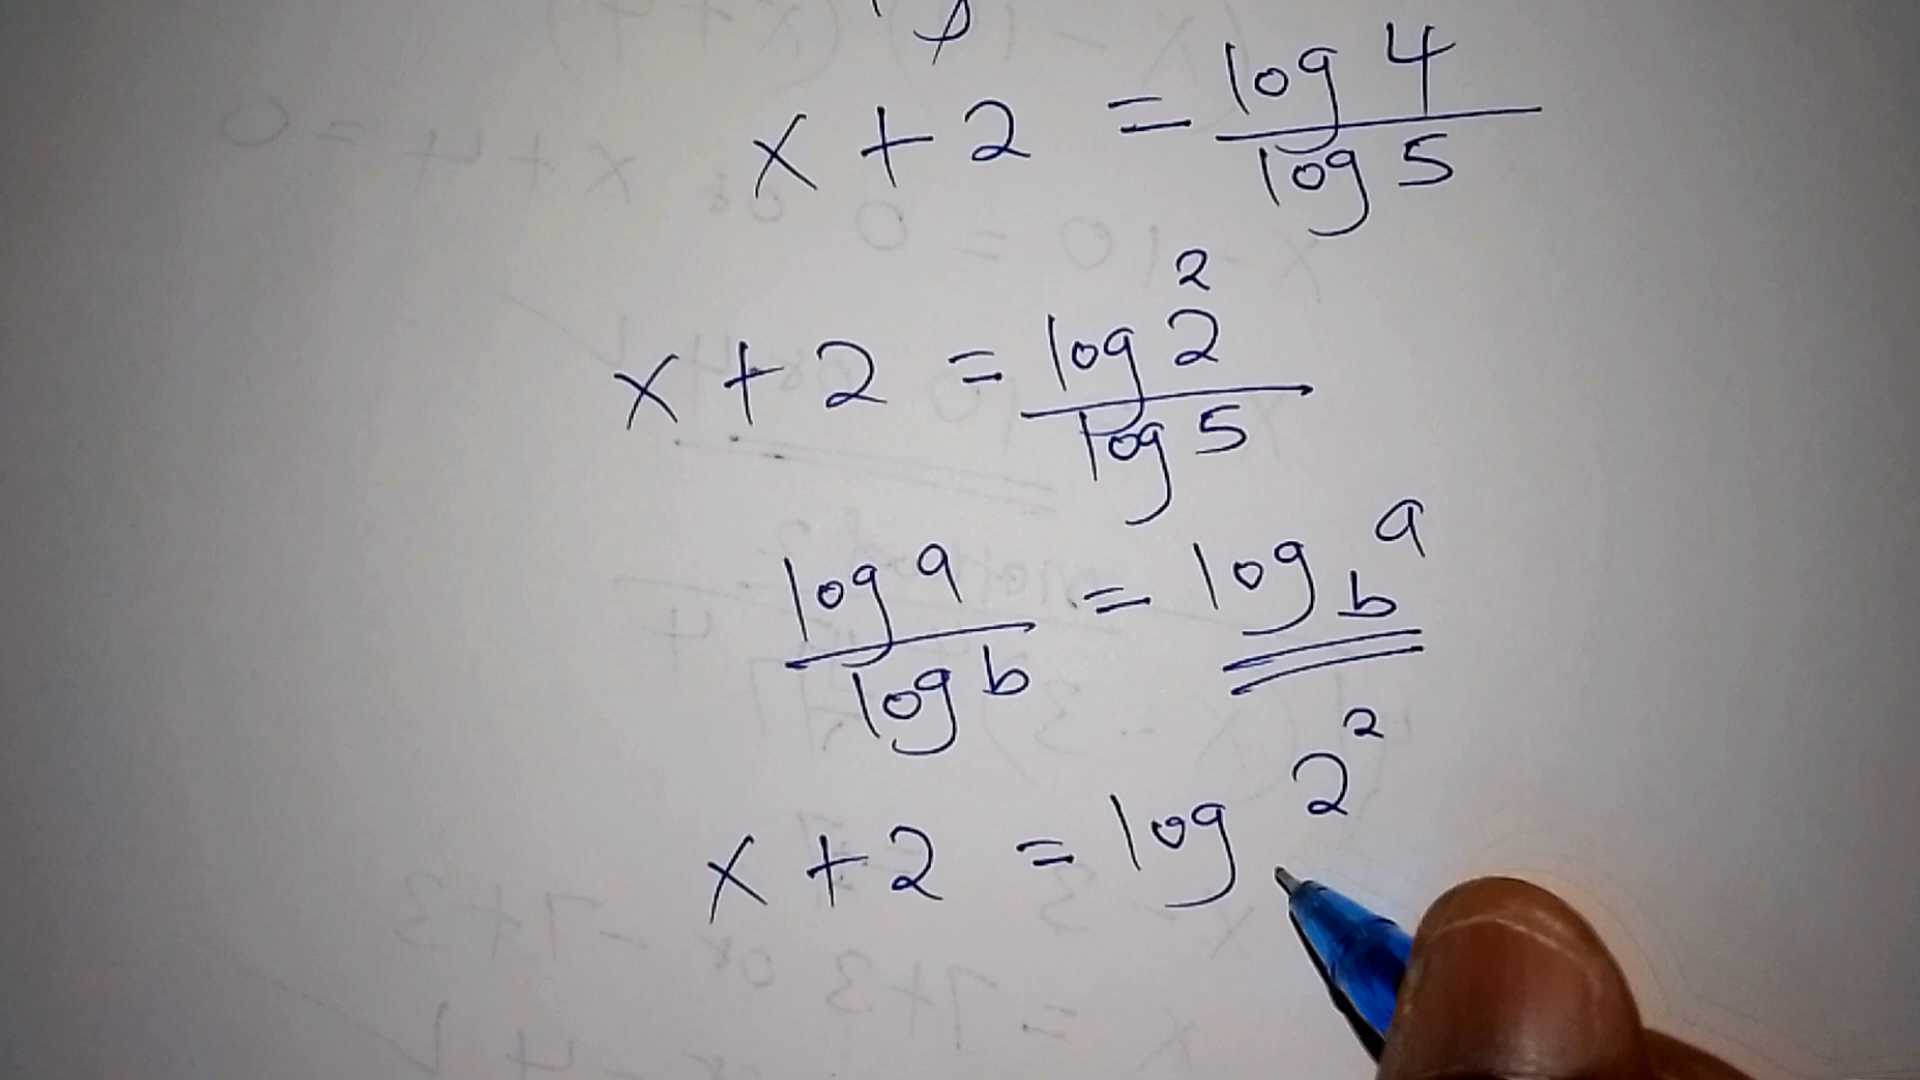 x + 2 = log 4 / log 5
x + 2 = log 2² / log 5
log a / log b = log_b a
x + 2 = log 2²